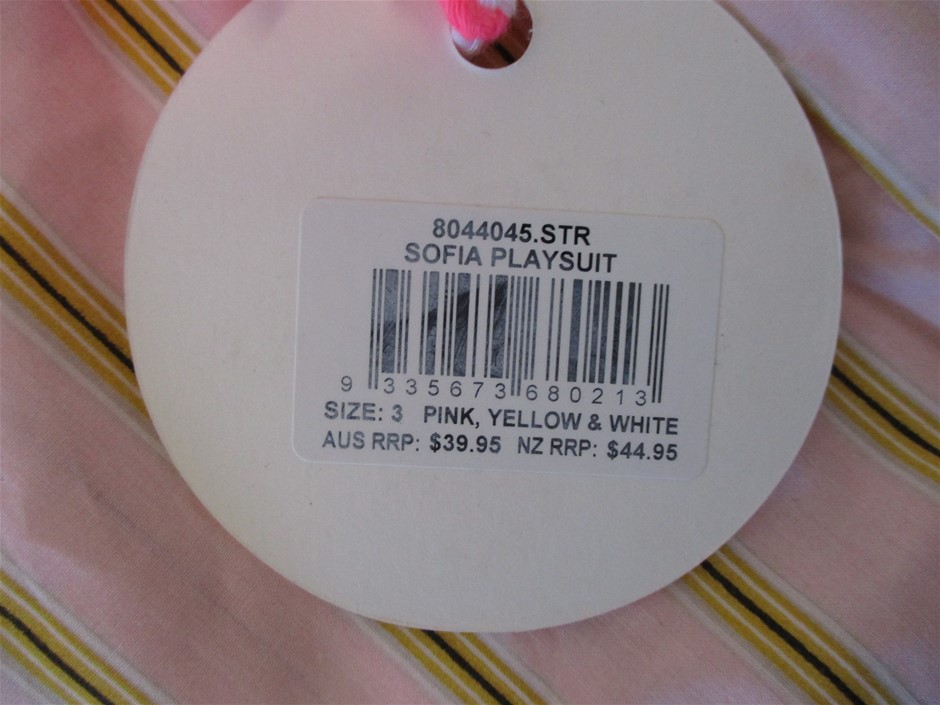 8044045.STR
SOFIA PLAYSUIT
9 335673 680213
SIZE: 3 PINK, YELLOW & WHITE
AUS RRP: $39.95 NZ RRP: $44.95